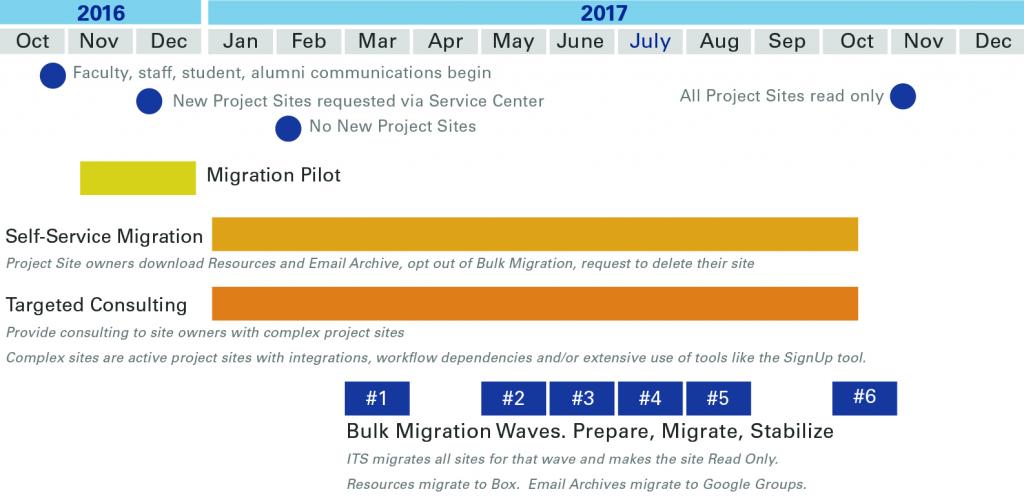 2016 2017
Oct Nov Dec Jan Feb Mar Apr May June July Aug Sep Oct Nov Dec
Faculty, staff, student, alumni communications begin
New Project Sites requested via Service Center
All Project Sites read only
No New Project Sites
Migration Pilot
Self-Service Migration
Project Site owners download Resources and Email Archive, opt out of Bulk Migration, request to delete their site
Targeted Consulting
Provide consulting to site owners with complex project sites
Complex sites are active project sites with integrations, workflow dependencies and/or extensive use of tools like the SignUp tool.
#1 #2 #3 #4 #5 #6
Bulk Migration Waves. Prepare, Migrate, Stabilize
ITS migrates all sites for that wave and makes the site Read Only.
Resources migrate to Box. Email Archives migrate to Google Groups.